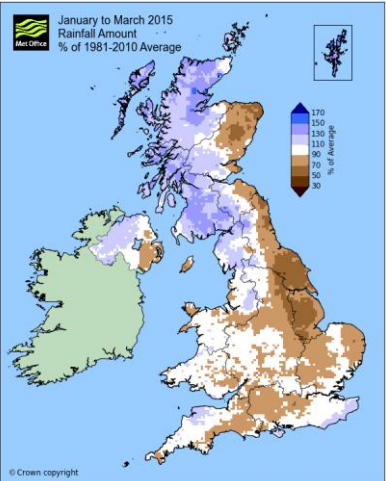 Met Office
January to March 2015
Rainfall Amount
% of 1981-2010 Average
170
150
130
110
90
70
50
30
% of Average
© Crown copyright